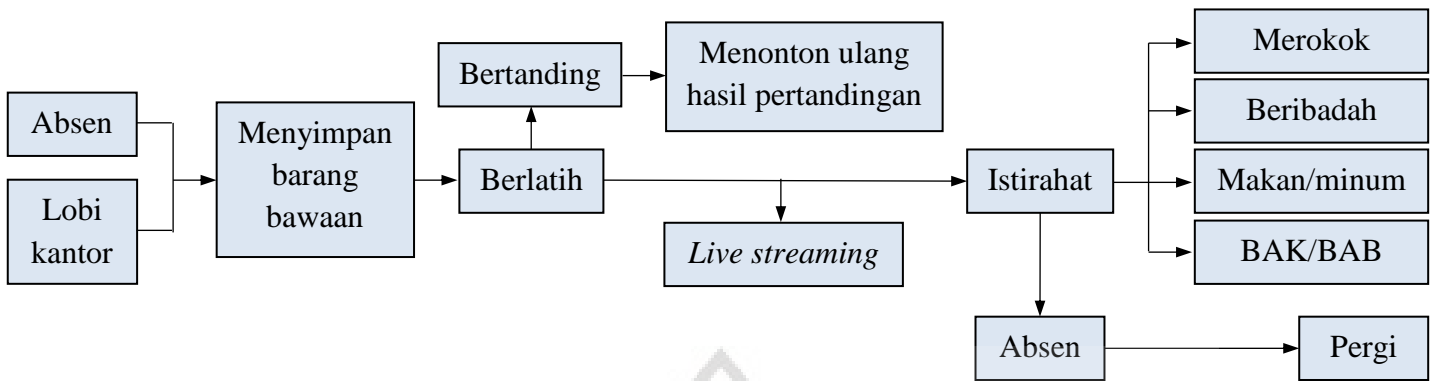 Absen
Lobi
kantor
Menyimpan
barang
bawaan
Berlatih
Bertanding
Menonton ulang
hasil pertandingan
Live streaming
Istirahat
Merokok
Beribadah
Makan/minum
BAK/BAB
Absen
Pergi